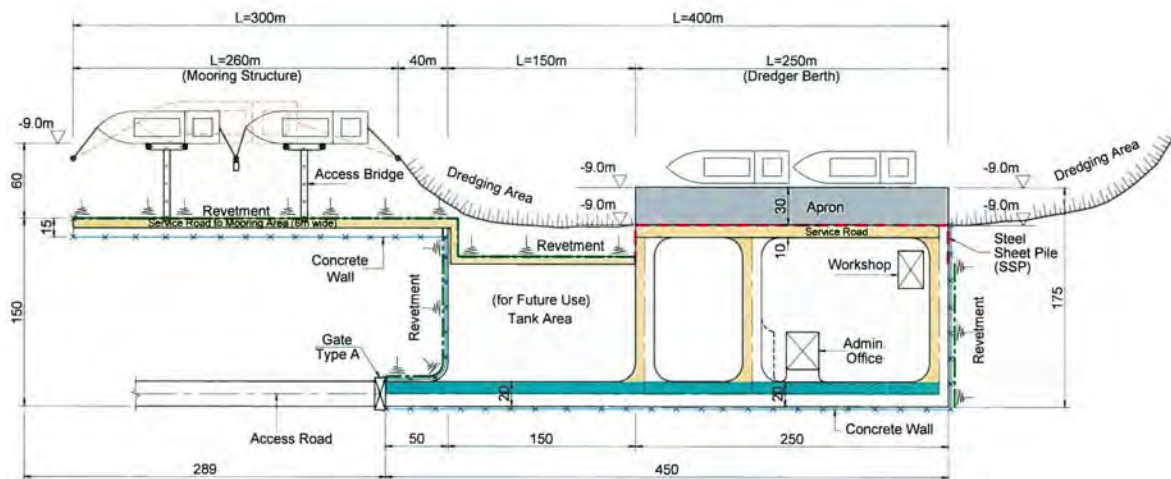 L=300m
L=400m
L=260m
(Mooring Structure)
40m
L=150m
L=250m
(Dredger Berth)
-9.0m
60
15
150
Access Bridge
Revetment
Service Road to Mooring Area (6m wide)
Concrete
Wall
Dredging Area
-9.0m
-9.0m
Revetment
30
Apron
Service Road
10
-9.0m
-9.0m
Dredging Area
Steel
Sheet Pile
(SSP)
175
Workshop
(for Future Use)
Tank Area
Revetment
Revetment
Gate
Type A
Admin.
Office
20
20
Access Road
Concrete Wall
50
150
250
289
450